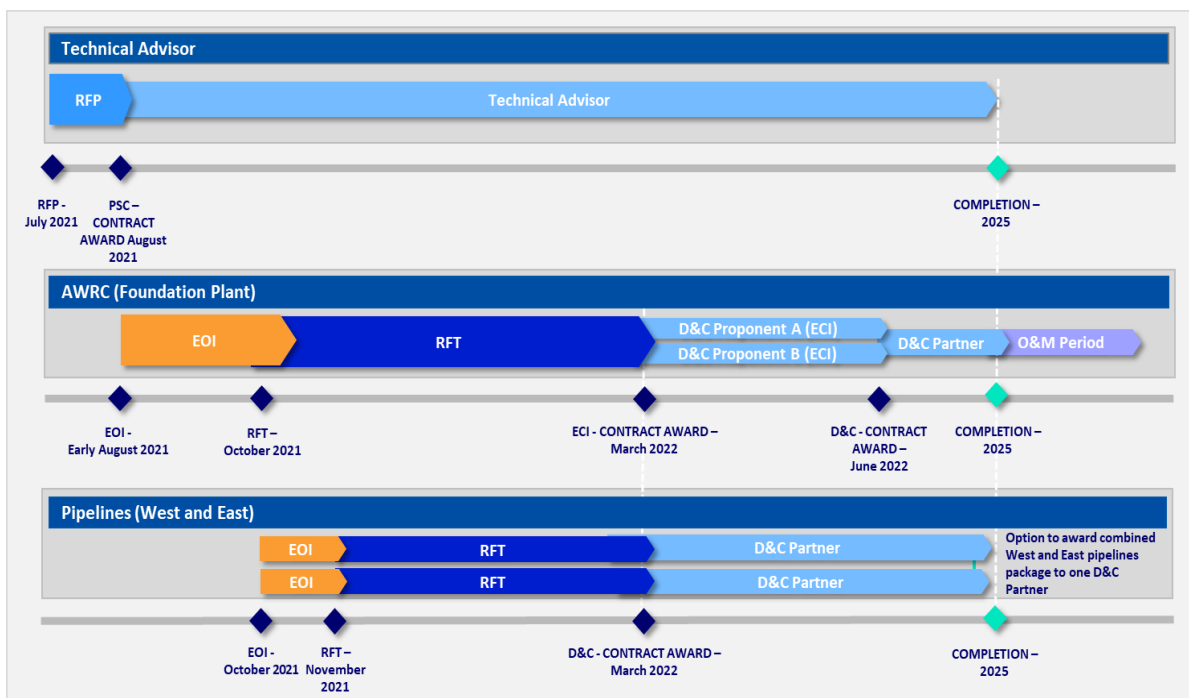 Technical Advisor
RFP
Technical Advisor
RFP -
July 2021
PSC –
CONTRACT
AWARD August
2021
COMPLETION –
2025
AWRC (Foundation Plant)
EOI
RFT
D&C Proponent A (ECI)
D&C Proponent B (ECI)
D&C Partner
O&M Period
EOI -
Early August 2021
RFT –
October 2021
ECI - CONTRACT AWARD –
March 2022
D&C - CONTRACT
AWARD –
June 2022
COMPLETION –
2025
Pipelines (West and East)
EOI
RFT
D&C Partner
EOI
RFT
D&C Partner
Option to award combined
West and East pipelines
package to one D&C
Partner
EOI -
October 2021
RFT –
November
2021
D&C - CONTRACT AWARD –
March 2022
COMPLETION –
2025